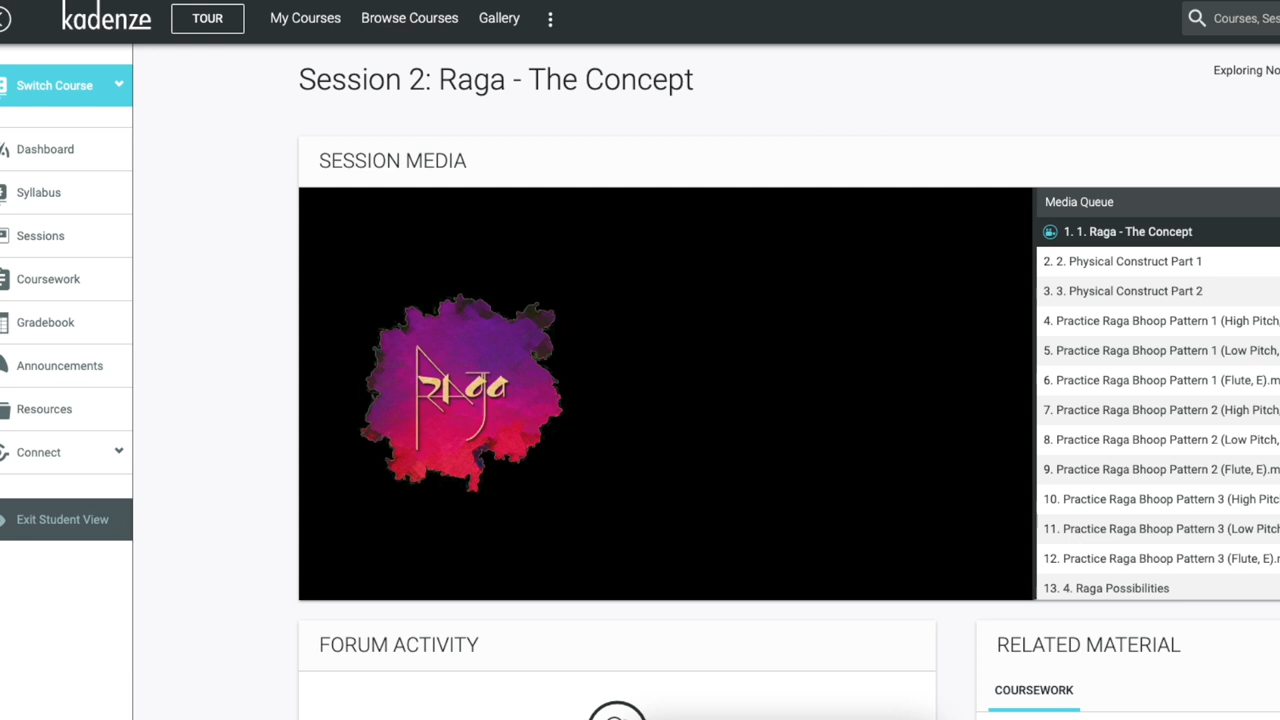 kadenze
TOUR
My Courses
Browse Courses
Gallery
Courses, Ses
Switch Course
Dashboard
Syllabus
Sessions
Coursework
Gradebook
Announcements
Resources
Connect
Exit Student View
Session 2: Raga - The Concept
Exploring No
SESSION MEDIA
Raga
Media Queue
1. 1. Raga - The Concept
2. 2. Physical Construct Part 1
3. 3. Physical Construct Part 2
4. Practice Raga Bhoop Pattern 1 (High Pitch,
5. Practice Raga Bhoop Pattern 1 (Low Pitch,
6. Practice Raga Bhoop Pattern 1 (Flute, E).m
7. Practice Raga Bhoop Pattern 2 (High Pitch,
8. Practice Raga Bhoop Pattern 2 (Low Pitch,
9. Practice Raga Bhoop Pattern 2 (Flute, E).m
10. Practice Raga Bhoop Pattern 3 (High Pitc
11. Practice Raga Bhoop Pattern 3 (Low Pitch
12. Practice Raga Bhoop Pattern 3 (Flute, E).r
13. 4. Raga Possibilities
FORUM ACTIVITY
RELATED MATERIAL
COURSEWORK